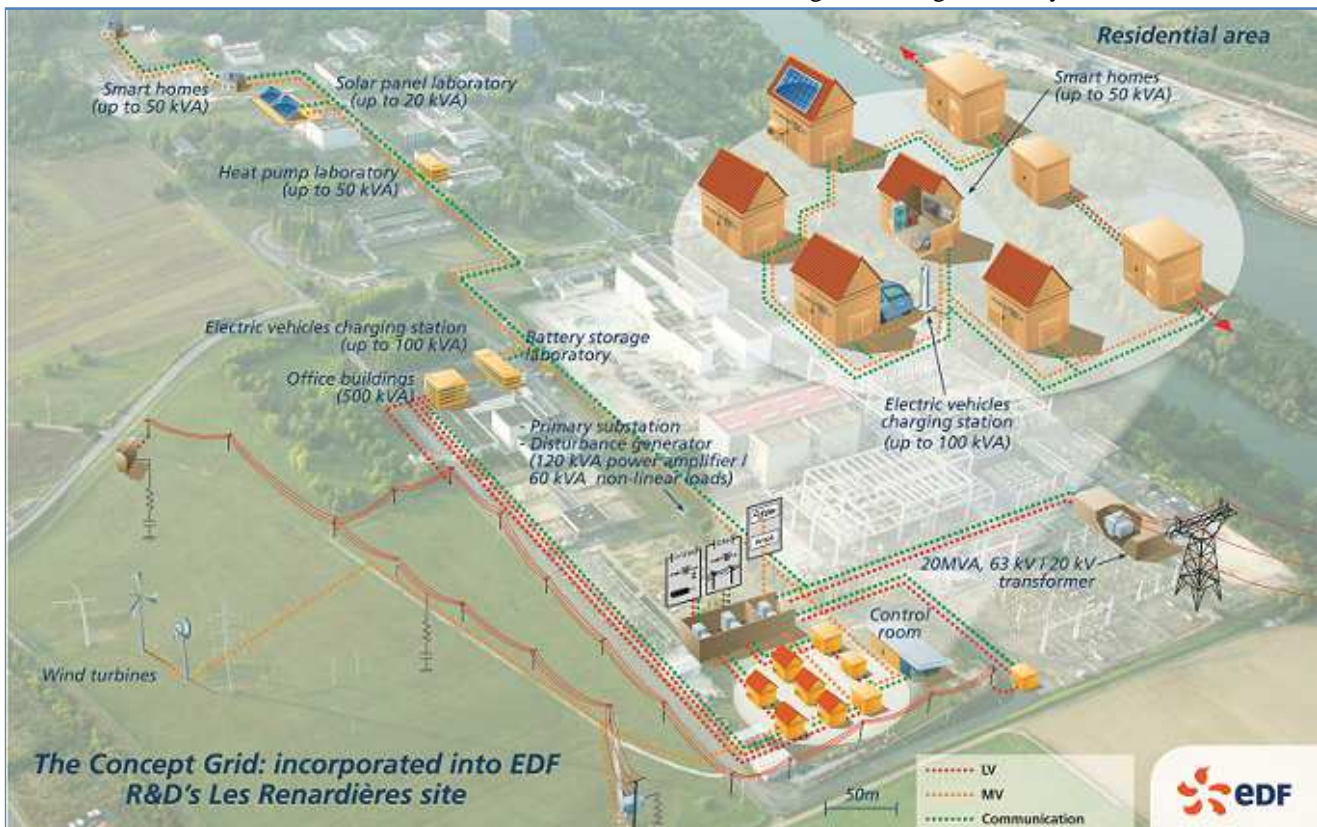 Residential area
Smart homes
(up to 50 kVA)
Solar panel laboratory
(up to 20 kVA)
Smart homes
(up to 50 kVA)
Heat pump laboratory
(up to 50 kVA)
Electric vehicles charging station
(up to 100 kVA)
Battery storage
laboratory
Office buildings
(500 kVA)
- Primary substation
- Disturbance generator
(120 kVA power amplifier /
60 kVA non-linear loads)
Electric vehicles
charging station
(up to 100 kVA)
20MVA, 63 kV / 20 kV
transformer
Control
room
Wind turbines
The Concept Grid: incorporated into EDF
R&D's Les Renardières site
50m
LV
MV
Communication
eDF